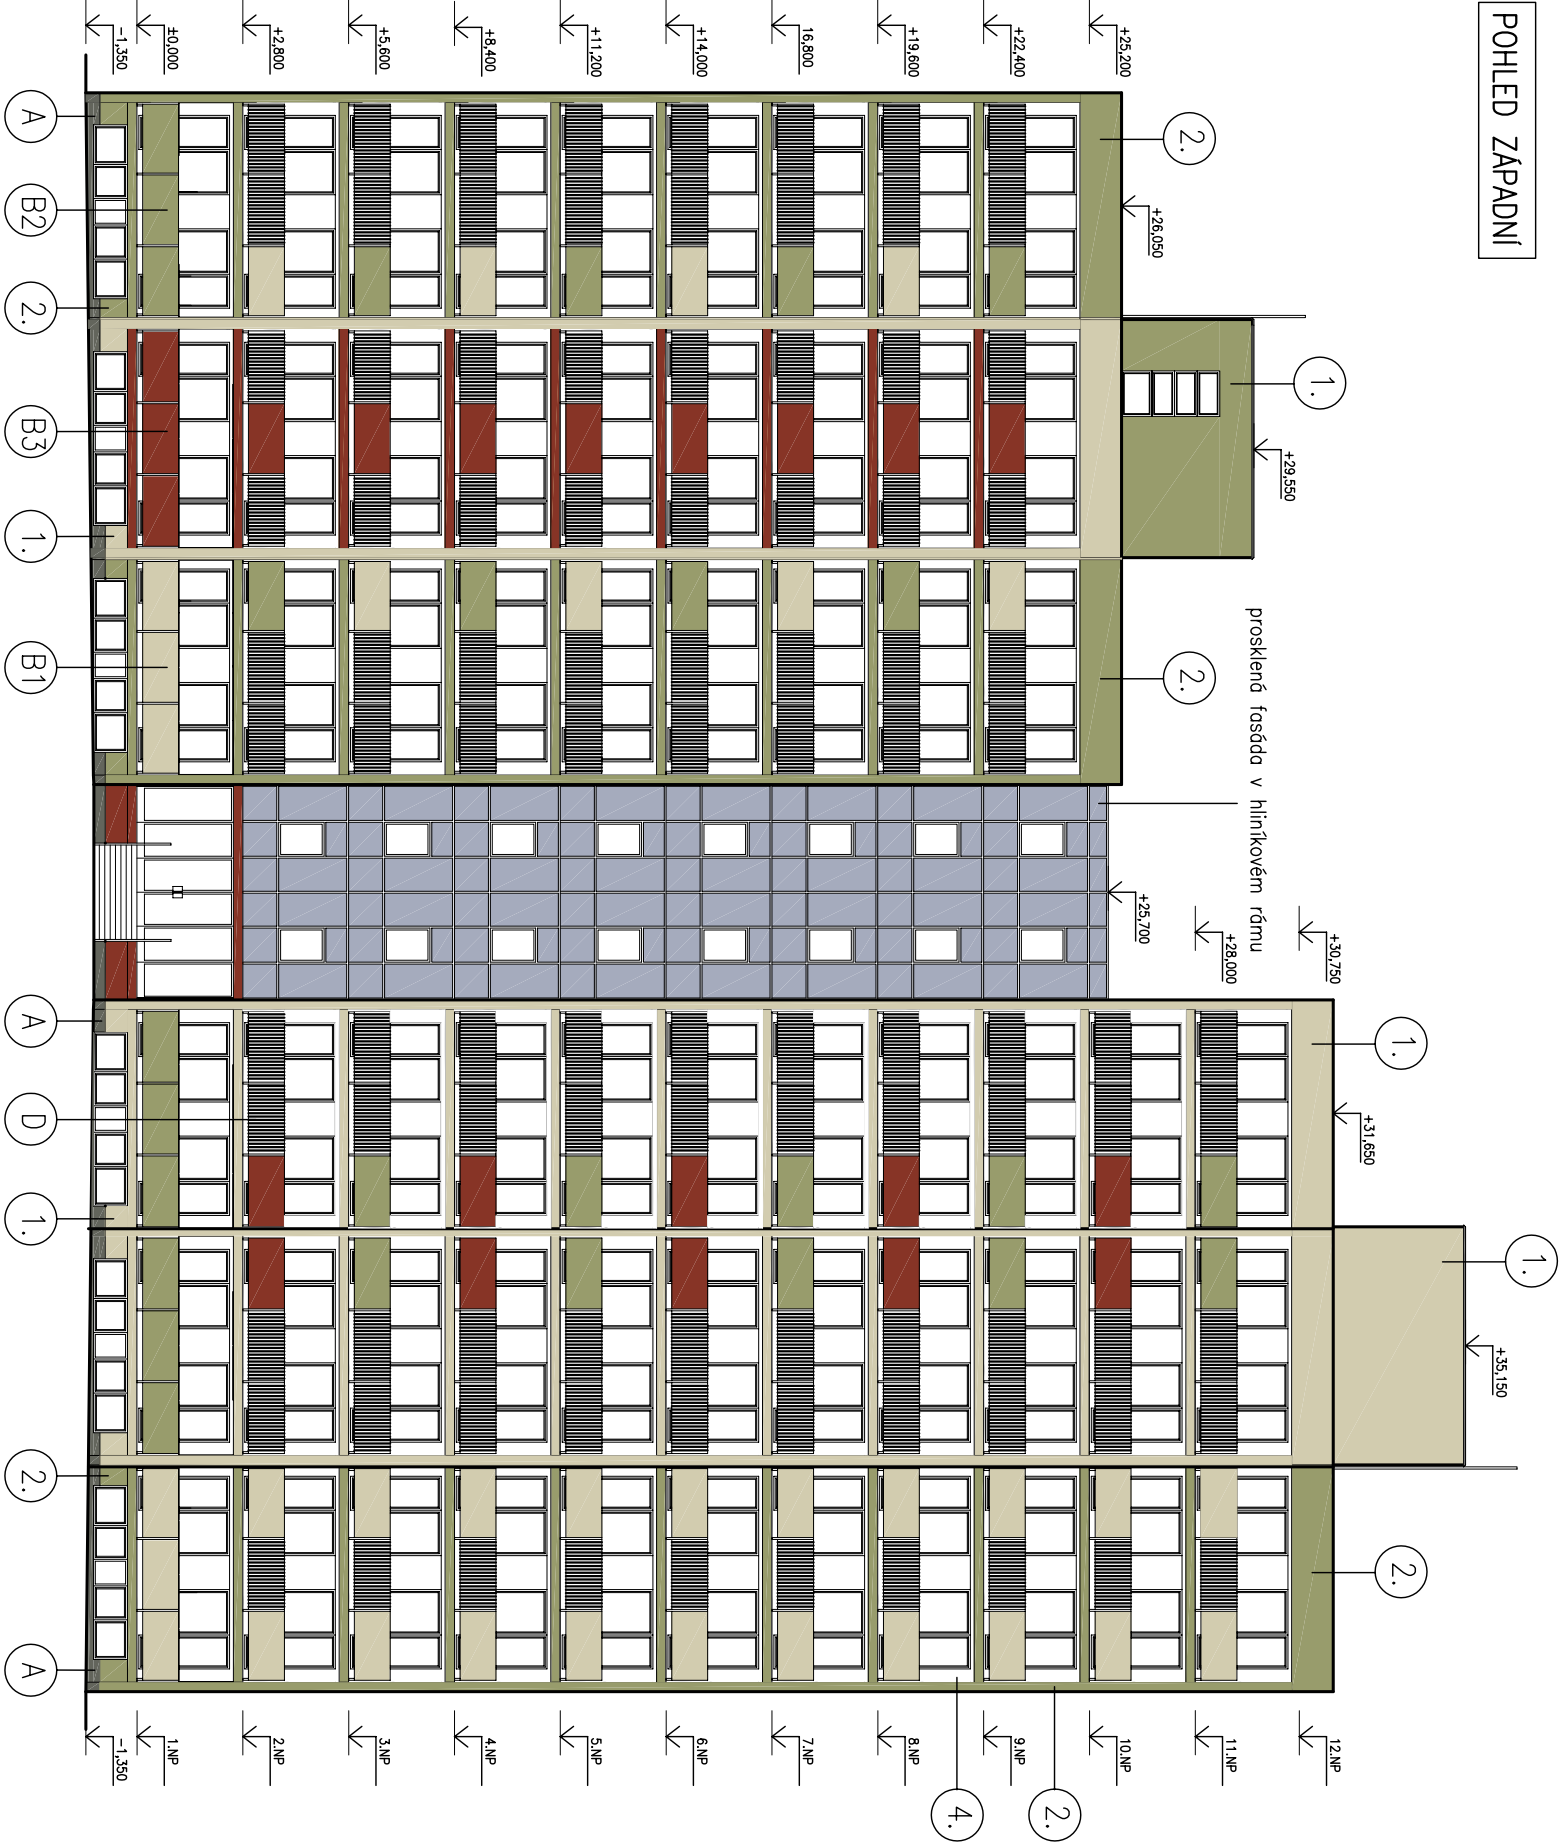 POHLED ZÁPADNÍ
1.
+35,150
1.
+29,550
2.
+26,050
2.
prosklená fasáda v hliníkovém rámu
+30,750
+28,000
+25,700
1.
+31,650
2.
+25,200
+22,400
+19,600
16,800
+14,000
+11,200
+8,400
+5,600
+2,800
±0,000
-1,350
12.NP
11.NP
10.NP
9.NP
8.NP
7.NP
6.NP
5.NP
4.NP
3.NP
2.NP
1.NP
-1,350
4.
2.
A
B2
2.
B3
1.
B1
A
D
1.
2.
A